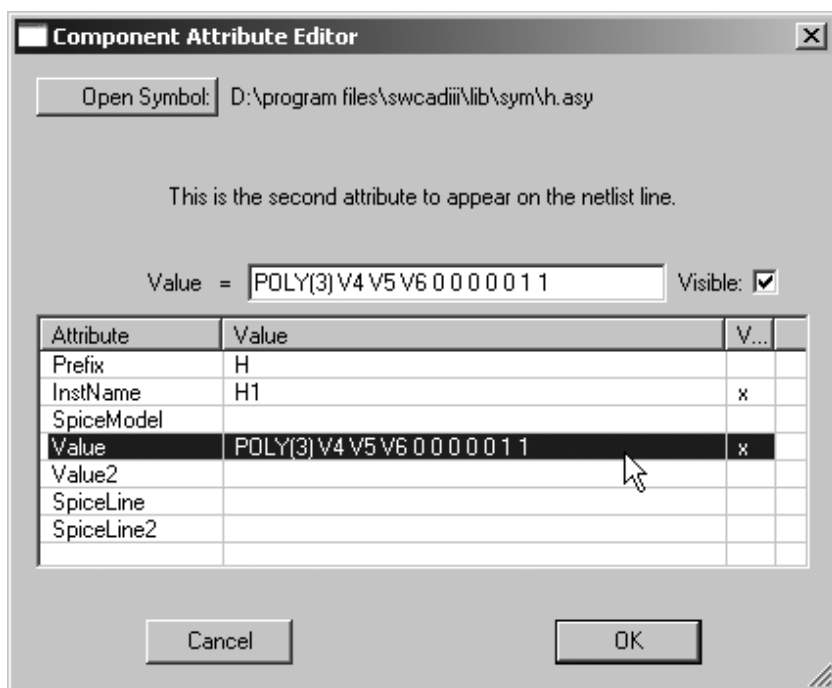 Component Attribute Editor
Open Symbol: D:\program files\swcadiii\lib\sym\h.asy
This is the second attribute to appear on the netlist line.
Value = POLY(3) V4 V5 V6 0 0 0 0 0 1 1 Visible:
Attribute Value V...
Prefix H
InstName H1 x
SpiceModel
Value POLY(3) V4 V5 V6 0 0 0 0 0 1 1 x
Value2
SpiceLine
SpiceLine2
Cancel OK